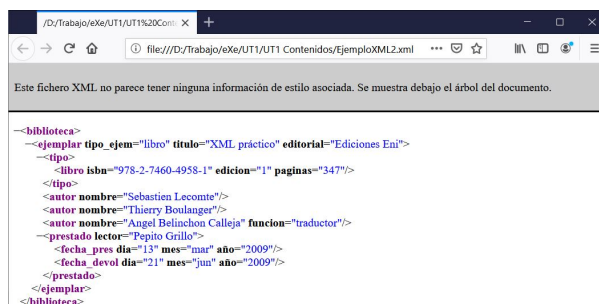 /D:/Trabajo/eXe/UT1/UT1%20Cont
file:///D:/Trabajo/eXe/UT1/UT1 Contenidos/EjemploXML2.xml
Este fichero XML no parece tener ninguna información de estilo asociada. Se muestra debajo el árbol del documento.
−<biblioteca>
−<ejemplar tipo_ejem="libro" titulo="XML práctico" editorial="Ediciones Eni">
−<tipo>
<libro isbn="978-2-7460-4958-1" edicion="1" paginas="347"/>
</tipo>
<autor nombre="Sebastien Lecomte"/>
<autor nombre="Thierry Boulanger"/>
<autor nombre="Angel Belinchon Calleja" funcion="traductor"/>
−<prestado lector="Pepito Grillo">
<fecha_pres dia="13" mes="mar" año="2009"/>
<fecha_devol dia="21" mes="jun" año="2009"/>
</prestado>
</ejemplar>
</biblioteca>